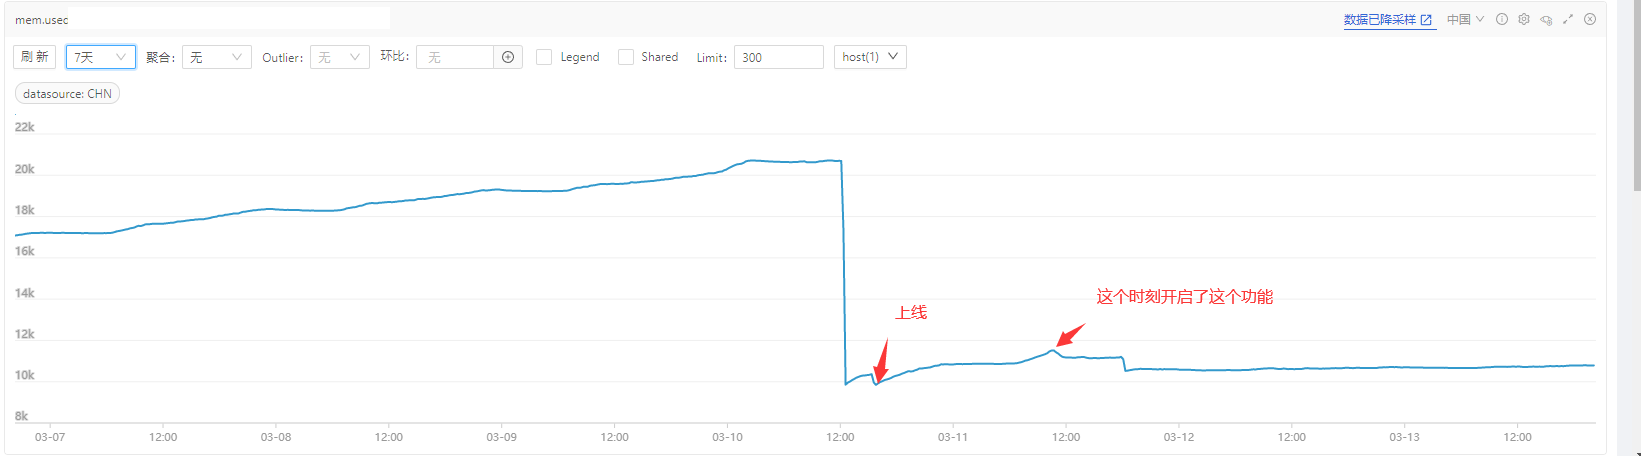 mem.used
数据已降采样 中国
刷 新 7天 聚合： 无 Outlier： 无 环比： 无 Legend Shared Limit： 300 host(1)
datasource: CHN
22k
20k
18k
16k
14k
12k
10k
8k
这个时刻开启了这个功能
上线
03-07 12:00 03-08 12:00 03-09 12:00 03-10 12:00 03-11 12:00 03-12 12:00 03-13 12:00